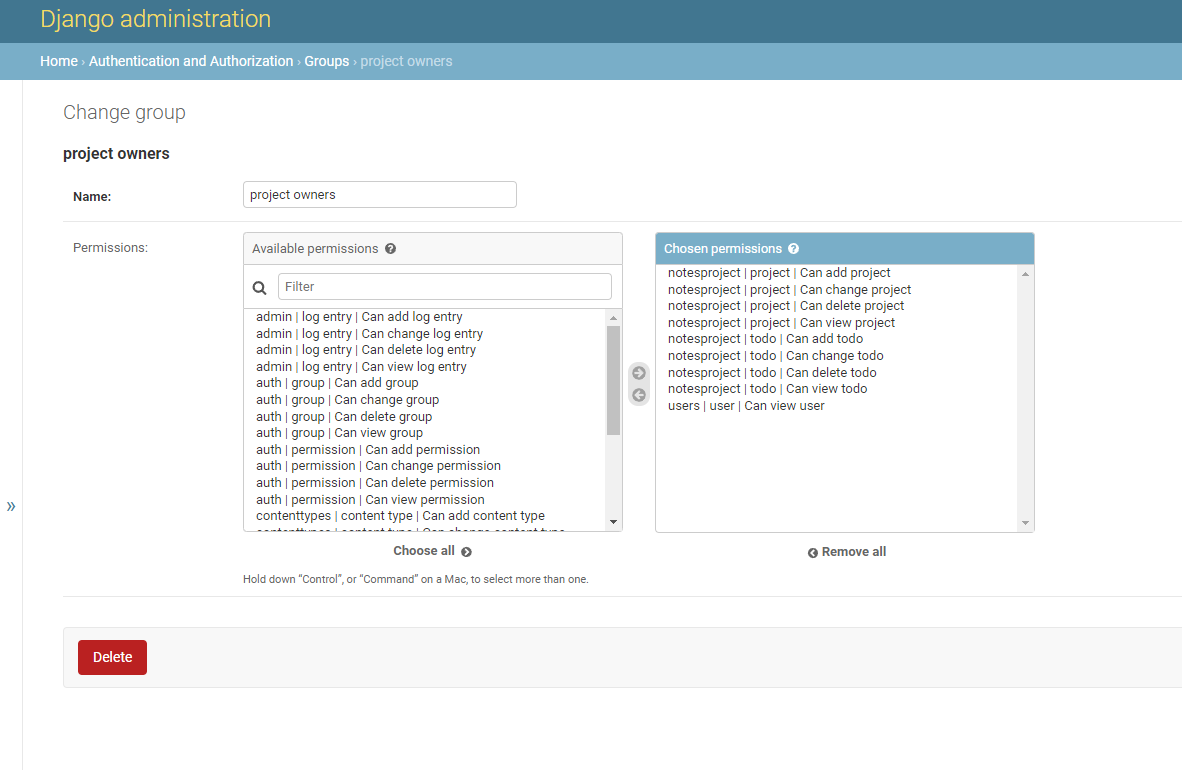 Django administration
Home › Authentication and Authorization › Groups › project owners
»
Change group
project owners
Name:
project owners
Permissions:
Available permissions ?
Filter
admin | log entry | Can add log entry
admin | log entry | Can change log entry
admin | log entry | Can delete log entry
admin | log entry | Can view log entry
auth | group | Can add group
auth | group | Can change group
auth | group | Can delete group
auth | group | Can view group
auth | permission | Can add permission
auth | permission | Can change permission
auth | permission | Can delete permission
auth | permission | Can view permission
contenttypes | content type | Can add content type
contenttypes | content type | Can change content type
Choose all
Chosen permissions ?
notesproject | project | Can add project
notesproject | project | Can change project
notesproject | project | Can delete project
notesproject | project | Can view project
notesproject | todo | Can add todo
notesproject | todo | Can change todo
notesproject | todo | Can delete todo
notesproject | todo | Can view todo
users | user | Can view user
Remove all
Hold down “Control”, or “Command” on a Mac, to select more than one.
Delete